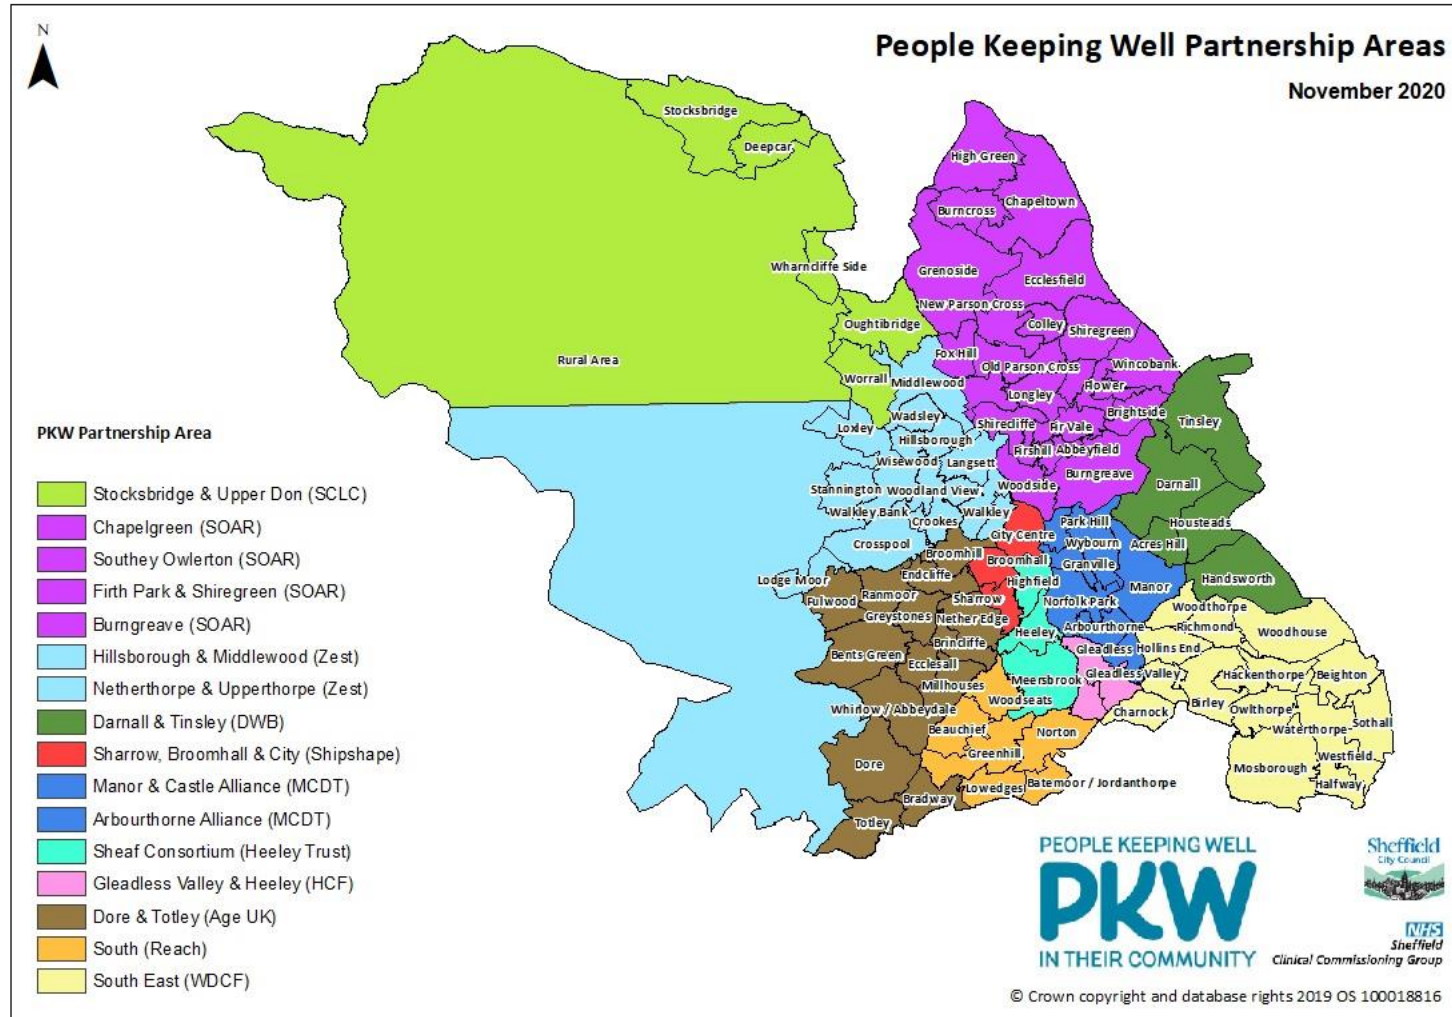 N
People Keeping Well Partnership Areas
November 2020
Stocksbridge
Deepcar
High Green
Chapeltown
Burncross
Wharncliffe Side
Grenoside
Ecclesfield
New Parson Cross
Oughtibridge
Colley
Shiregreen
Rural Area
Fox Hill
Old Parson Cross
Wincobank
Worrall
Middlewood
Flower
Longley
Wadsley
Brightside
Tinsley
Loxley
Shirecliffe
Fir Vale
Hillsborough
Firshill
Abbeyfield
Wisewood
Langsett
Burngreave
Stannington
Woodland View
Woodside
Darnall
Walkley Bank
Walkley
Crookes
Park Hill
Housteads
City Centre
Wybourn
Acres Hill
Crosspool
Broomhill
Broomhall
Granville
Lodge Moor
Endcliffe
Highfield
Manor
Handsworth
Fulwood
Ranmoor
Sharrow
Norfolk Park
Woodthorpe
Greystones
Nether Edge
Arbourthorne
Richmond
Woodhouse
Heeley
Brincliffe
Gleadless
Hollins End
Bents Green
Ecclesall
Gleadless Valley
Hackenthorpe
Beighton
Meersbrook
Millhouses
Woodseats
Whirlow / Abbeydale
Charnock
Birley
Owlthorpe
Sothall
Beauchief
Norton
Waterthorpe
Greenhill
Westfield
Dore
Mosborough
Batemoor / Jordanthorpe
Halfway
Lowedges
Bradway
Totley
PKW Partnership Area
Stocksbridge & Upper Don (SCLC)
Chapelgreen (SOAR)
Southey Owlerton (SOAR)
Firth Park & Shiregreen (SOAR)
Burngreave (SOAR)
Hillsborough & Middlewood (Zest)
Netherthorpe & Upperthorpe (Zest)
Darnall & Tinsley (DWB)
Sharrow, Broomhall & City (Shipshape)
Manor & Castle Alliance (MCDT)
Arbourthorne Alliance (MCDT)
Sheaf Consortium (Heeley Trust)
Gleadless Valley & Heeley (HCF)
Dore & Totley (Age UK)
South (Reach)
South East (WDCF)
PEOPLE KEEPING WELL
PKW
IN THEIR COMMUNITY
Sheffield
City Council
NHS
Sheffield
Clinical Commissioning Group
© Crown copyright and database rights 2019 OS 100018816